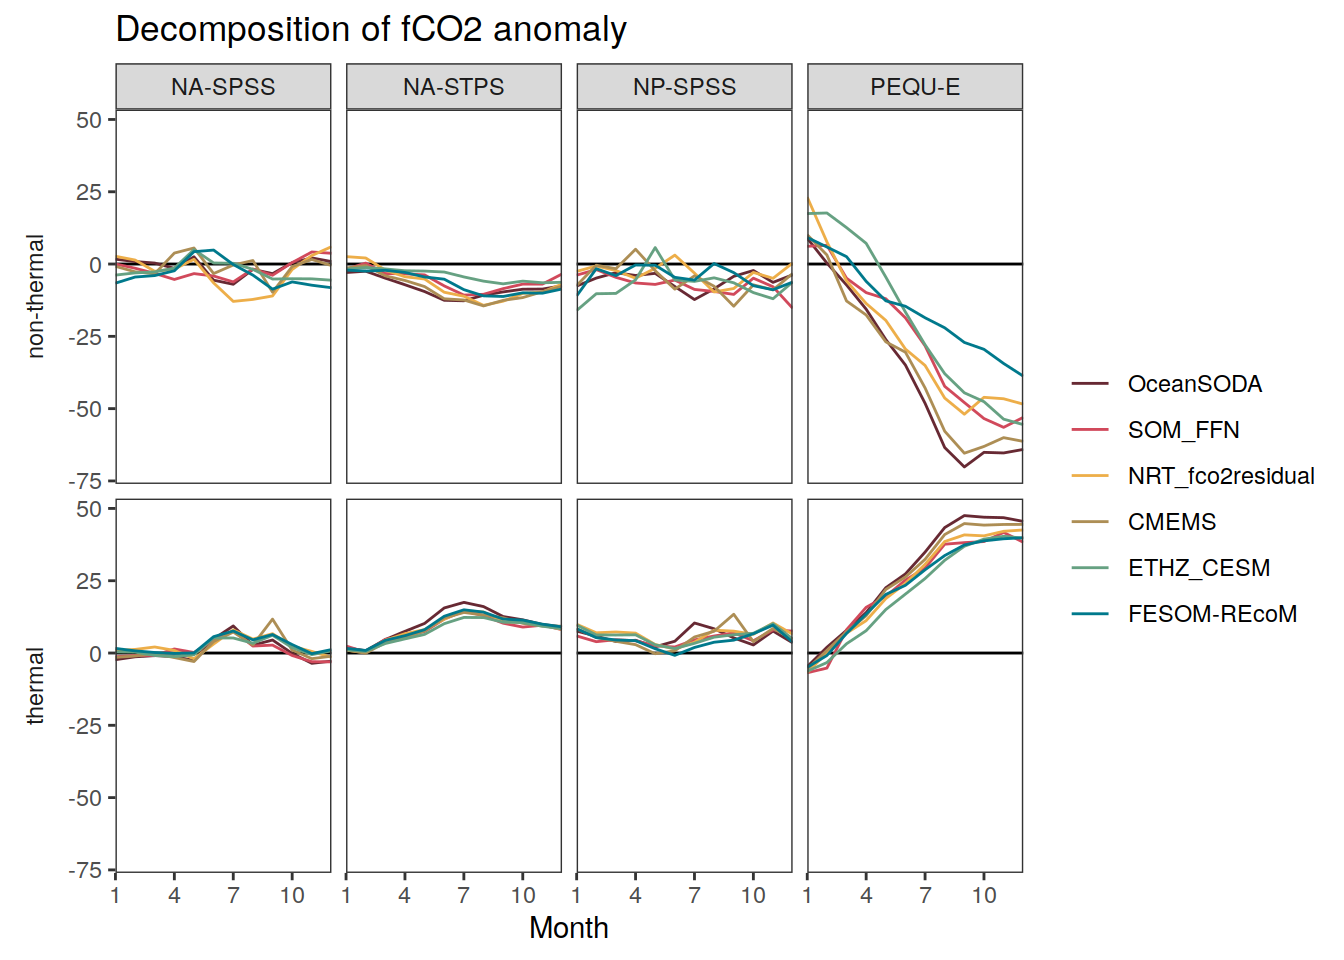 Decomposition of fCO2 anomaly
NA-SPSS
NA-STPS
NP-SPSS
PEQU-E
non-thermal
50
25
0
-25
-50
-75
thermal
50
25
0
-25
-50
-75
1 4 7 10
1 4 7 10
1 4 7 10
1 4 7 10
Month
OceanSODA
SOM_FFN
NRT_fco2residual
CMEMS
ETHZ_CESM
FESOM-REcoM